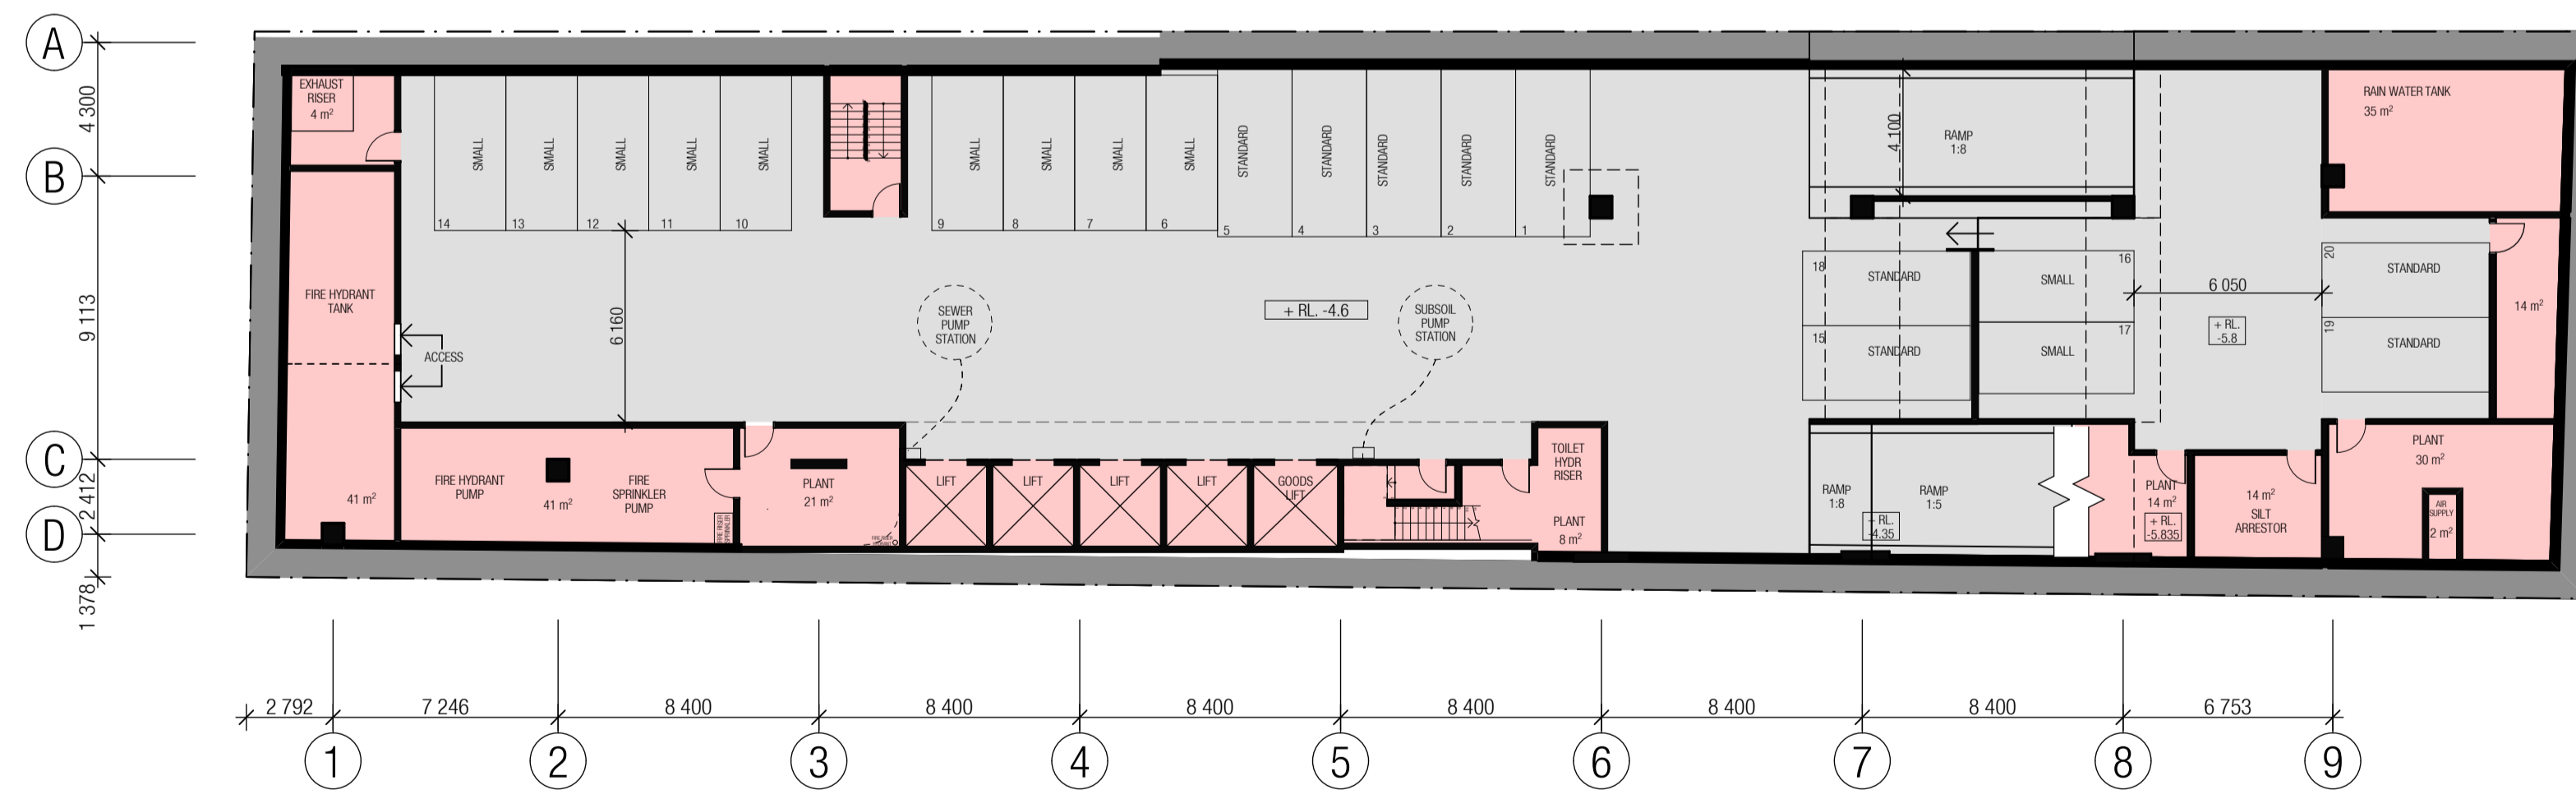 A
B
C
D
4 300
9 113
2 412
1 378
EXHAUST
RISER
4 m²
FIRE HYDRANT
TANK
41 m²
ACCESS
SMALL
14
SMALL
13
SMALL
12
SMALL
11
SMALL
10
6 160
SMALL
9
SMALL
8
SMALL
7
SMALL
6
STANDARD
5
STANDARD
4
STANDARD
3
STANDARD
2
STANDARD
1
SEWER
PUMP
STATION
+ RL. -4.6
SUBSOIL
PUMP
STATION
FIRE HYDRANT
PUMP
41 m²
FIRE
SPRINKLER
PUMP
FIRE RISER
SPRINKLER
PLANT
21 m²
LIFT
LIFT
LIFT
LIFT
GOODS
LIFT
TOILET
HYDR
RISER
PLANT
8 m²
4 100
RAMP
1:8
18
STANDARD
15
STANDARD
16
SMALL
17
SMALL
6 050
+ RL.
-5.8
20
STANDARD
19
STANDARD
RAIN WATER TANK
35 m²
14 m²
RAMP
1:8
+ RL.
-4.35
RAMP
1:5
PLANT
14 m²
+ RL.
-5.835
14 m²
SILT
ARRESTOR
PLANT
30 m²
AIR
SUPPLY
2 m²
2 792
7 246
8 400
8 400
8 400
8 400
8 400
8 400
6 753
1
2
3
4
5
6
7
8
9